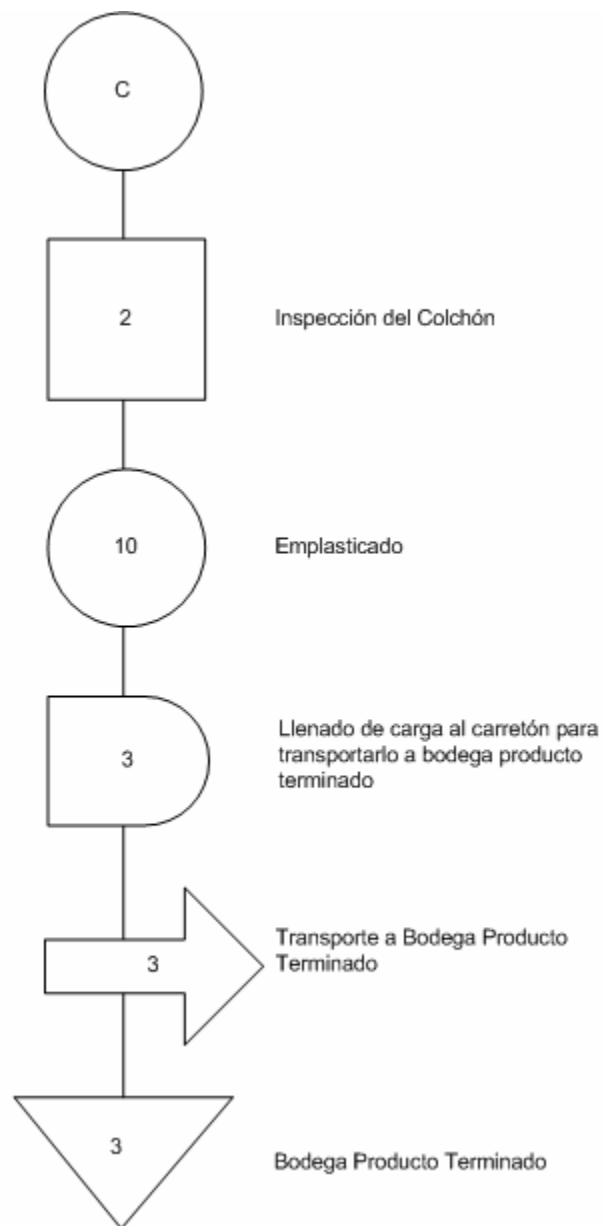 C
2
Inspección del Colchón
10
Emplasticado
3
Llenado de carga al carretón para
transportarlo a bodega producto
terminado
3
Transporte a Bodega Producto
Terminado
3
Bodega Producto Terminado